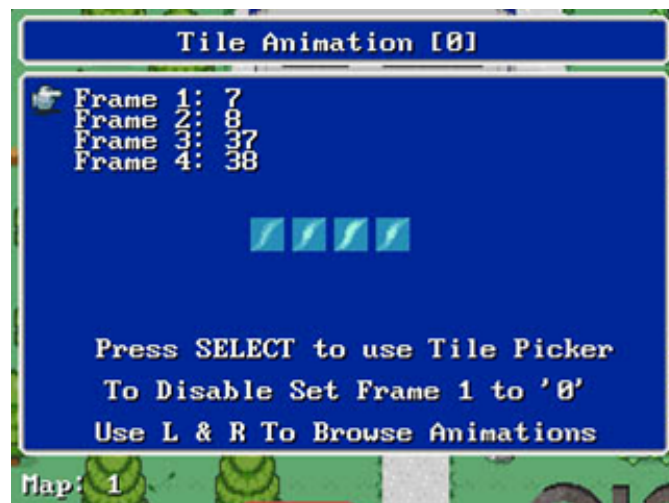 Tile Animation [0]
Frame 1: 7
Frame 2: 8
Frame 3: 37
Frame 4: 38
Press SELECT to use Tile Picker
To Disable Set Frame 1 to '0'
Use L & R To Browse Animations
Map: 1